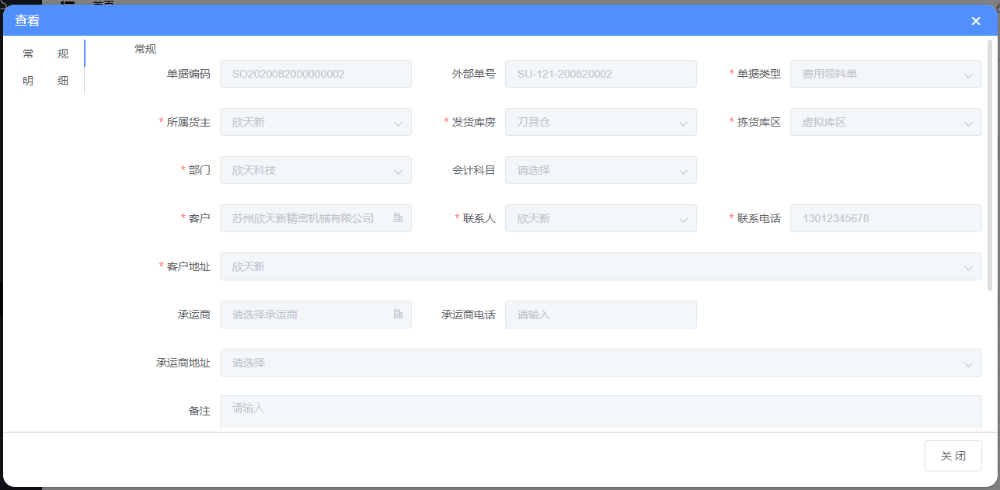 查看
常 规
明 细
常规
单据编码 SO2020082000000002 外部单号 SU-121-200820002 * 单据类型 费用领料单
* 所属货主 欣天新 * 发货库房 刀具仓 * 拣货库区 虚拟库区
* 部门 欣天科技 会计科目 请选择
* 客户 苏州欣天新精密机械有限公司 * 联系人 欣天新 * 联系电话 13012345678
* 客户地址 欣天新
承运商 请选择承运商 承运商电话 请输入
承运商地址 请选择
备注 请输入
关 闭